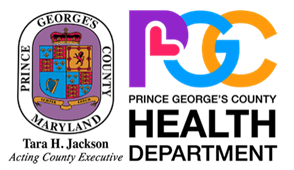 PRINCE GEORGE'S COUNTY
MARYLAND
Tara H. Jackson
Acting County Executive
PGC
PRINCE GEORGE'S COUNTY
HEALTH
DEPARTMENT